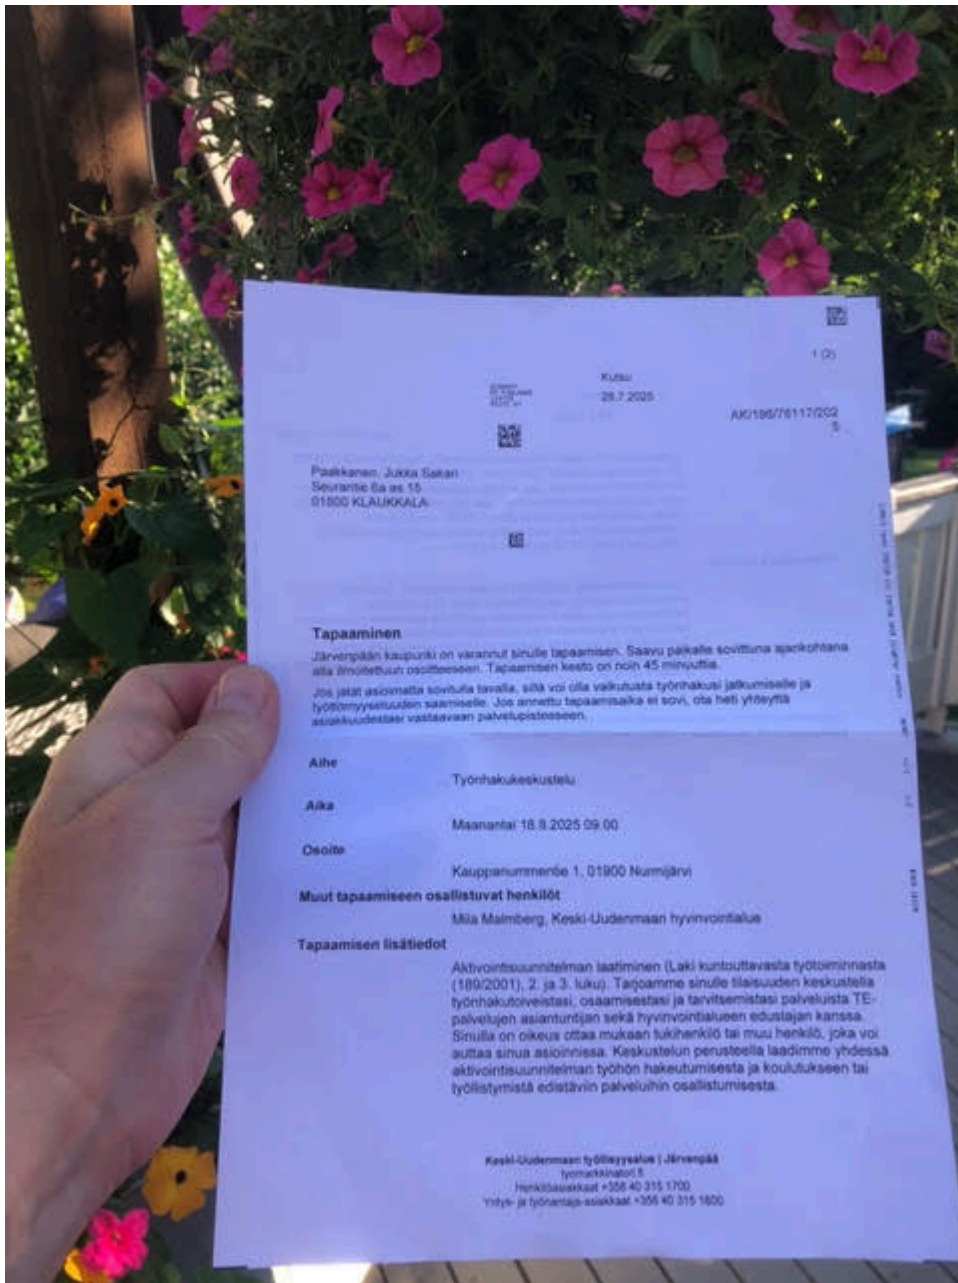 1 (2)
Kutsu
28.7.2025
AK/196/76117/202
5
Paakkanen, Jukka Sakari
Seurantie 6a as 15
01800 KLAUKKALA
Tapaaminen
Järvenpään kaupunki on varannut sinulle tapaamisen. Saavu paikalle sovittuna ajankohtana
alla ilmoitettuun osoitteeseen. Tapaamisen kesto on noin 45 minuuttia.
Jos jätät asioimatta sovitulla tavalla, sillä voi olla vaikutusta työnhakusi jatkumiselle ja
työttömyysetuuden saamiselle. Jos annettu tapaamisaika ei sovi, ota heti yhteyttä
asiakkuudestasi vastaavaan palvelupisteeseen.
Aihe
Työnhakukeskustelu
Aika
Maanantai 18.8.2025 09.00
Osoite
Kauppanummentie 1, 01900 Nurmijärvi
Muut tapaamiseen osallistuvat henkilöt
Miia Malmberg, Keski-Uudenmaan hyvinvointialue
Tapaamisen lisätiedot
Aktivointisuunnitelman laatiminen (Laki kuntouttavasta työtoiminnasta
(189/2001), 2. ja 3. luku). Tarjoamme sinulle tilaisuuden keskustella
työnhakutoiveistasi, osaamisestasi ja tarvitsemistasi palveluista TE-
palvelujen asiantuntijan sekä hyvinvointialueen edustajan kanssa.
Sinulla on oikeus ottaa mukaan tukihenkilö tai muu henkilö, joka voi
auttaa sinua asioinnissa. Keskustelun perusteella laadimme yhdessä
aktivointisuunnitelman työhön hakeutumisesta ja koulutukseen tai
työllistymistä edistäviin palveluihin osallistumisesta.
Keski-Uudenmaan työllisyysalue | Järvenpää
tyomarkkinatori.fi
Henkilöasiakkaat +358 40 315 1700
Yritys- ja työnantaja-asiakkaat +358 40 315 1600